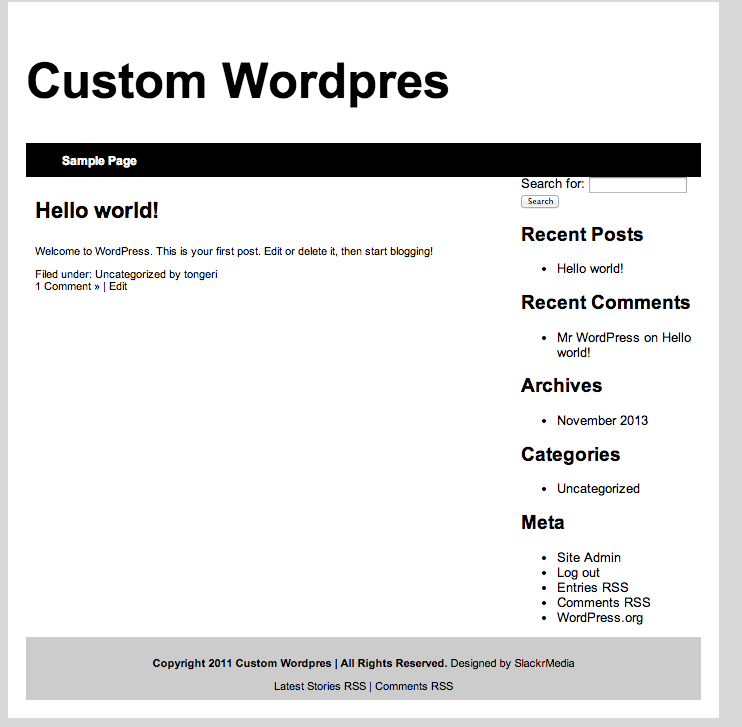 Custom Wordpres
Sample Page
Hello world!
Welcome to WordPress. This is your first post. Edit or delete it, then start blogging!
Filed under: Uncategorized by tongeri
1 Comment » | Edit
Search for:
Search
Recent Posts
Hello world!
Recent Comments
Mr WordPress on Hello
world!
Archives
November 2013
Categories
Uncategorized
Meta
Site Admin
Log out
Entries RSS
Comments RSS
WordPress.org
Copyright 2011 Custom Wordpres | All Rights Reserved. Designed by SlackrMedia
Latest Stories RSS | Comments RSS